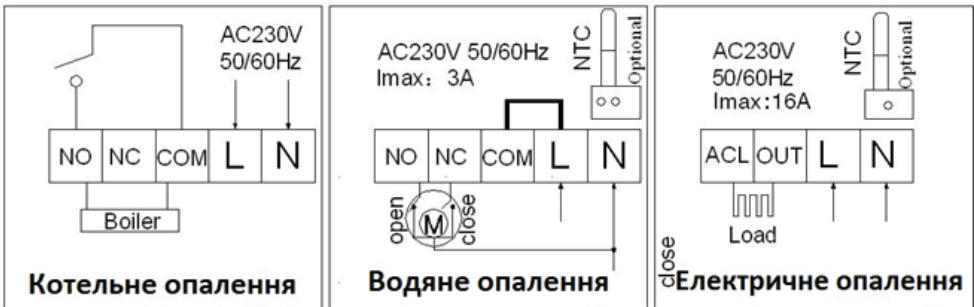 AC230V
50/60Hz
NO NC COM L N
Boiler
Котельне опалення
AC230V 50/60Hz
Imax: 3A
NTC
Optional
NO NC COM L N
open
M
close
Водяне опалення
AC230V
50/60Hz
Imax:16A
NTC
Optional
ACL OUT L N
Load
close
Електричне опалення